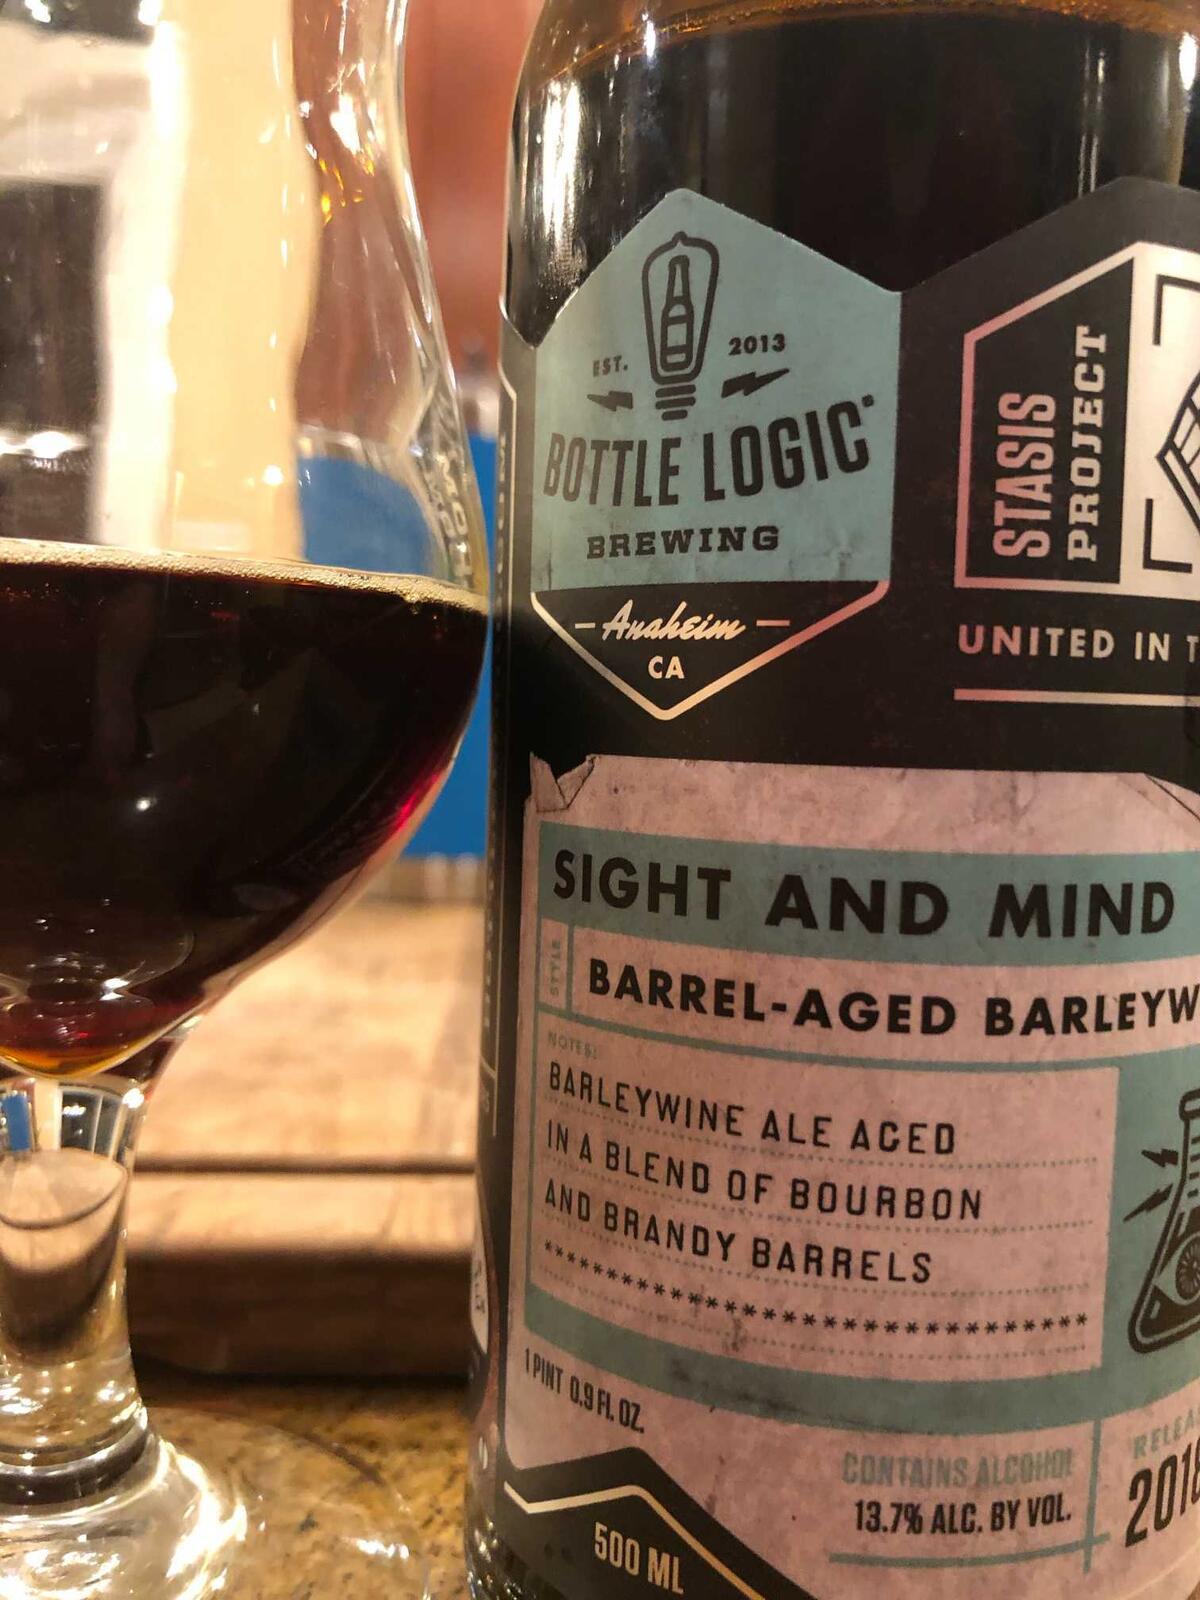 EST. 2013
BOTTLE LOGIC
BREWING
Anaheim
CA
STASIS
PROJECT
UNITED IN T
SIGHT AND MIND
STYLE
BARREL-AGED BARLEYW
NOTES:
BARLEYWINE ALE AGED
IN A BLEND OF BOURBON
AND BRANDY BARRELS
***********************************
1 PINT 0.9 FL. OZ.
CONTAINS ALCOHOL
13.7% ALC. BY VOL.
RELEA
2018
500 ML